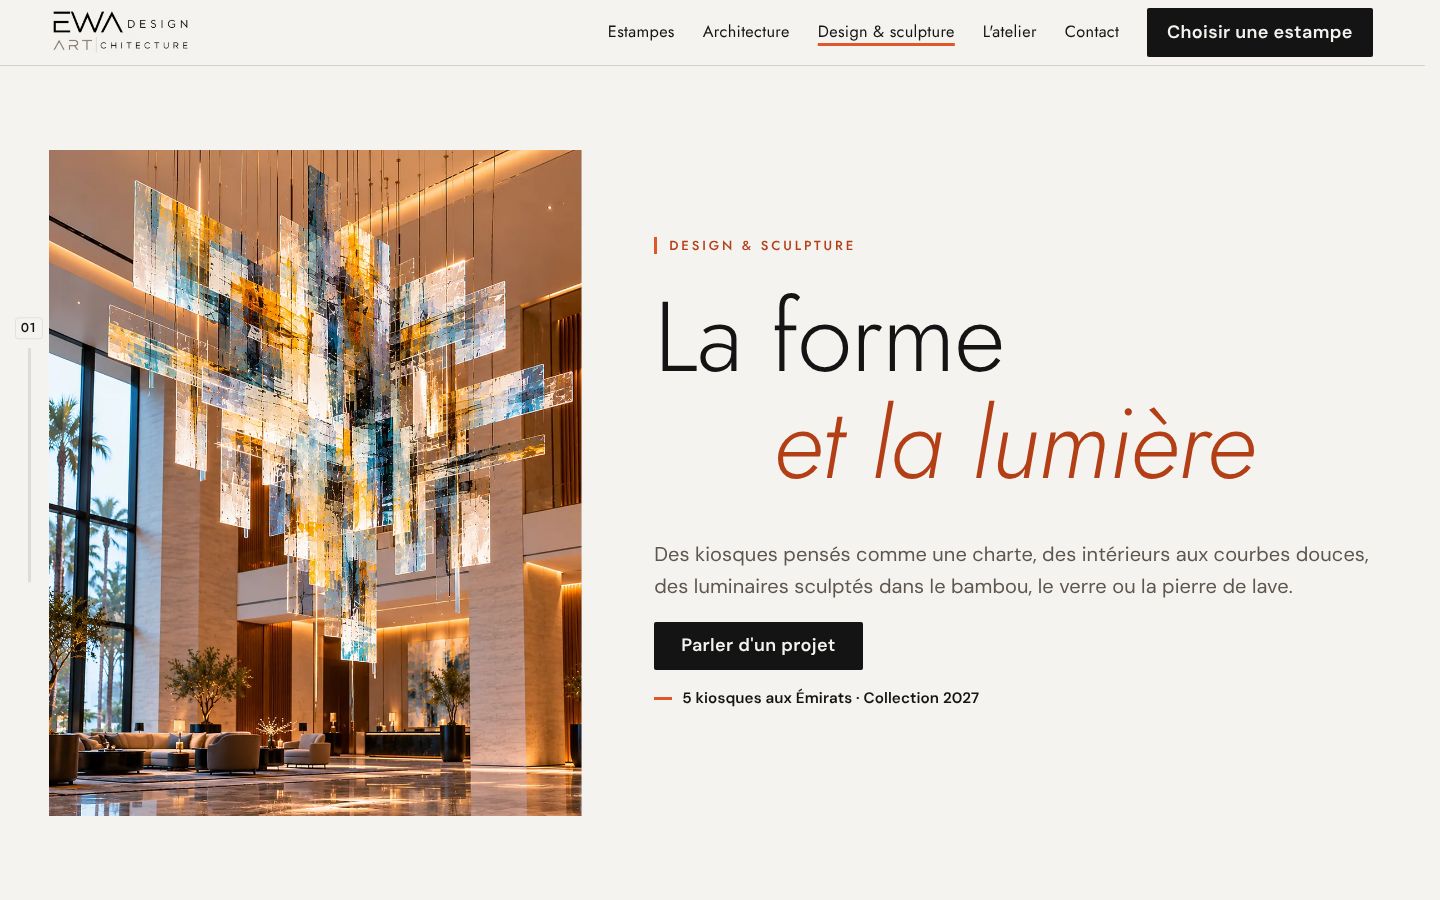 EWA DESIGN
ART CHITECTURE
Estampes
Architecture
Design & sculpture
L'atelier
Contact
Choisir une estampe
01
DESIGN & SCULPTURE
La forme
et la lumière
Des kiosques pensés comme une charte, des intérieurs aux courbes douces,
des luminaires sculptés dans le bambou, le verre ou la pierre de lave.
Parler d'un projet
5 kiosques aux Émirats · Collection 2027